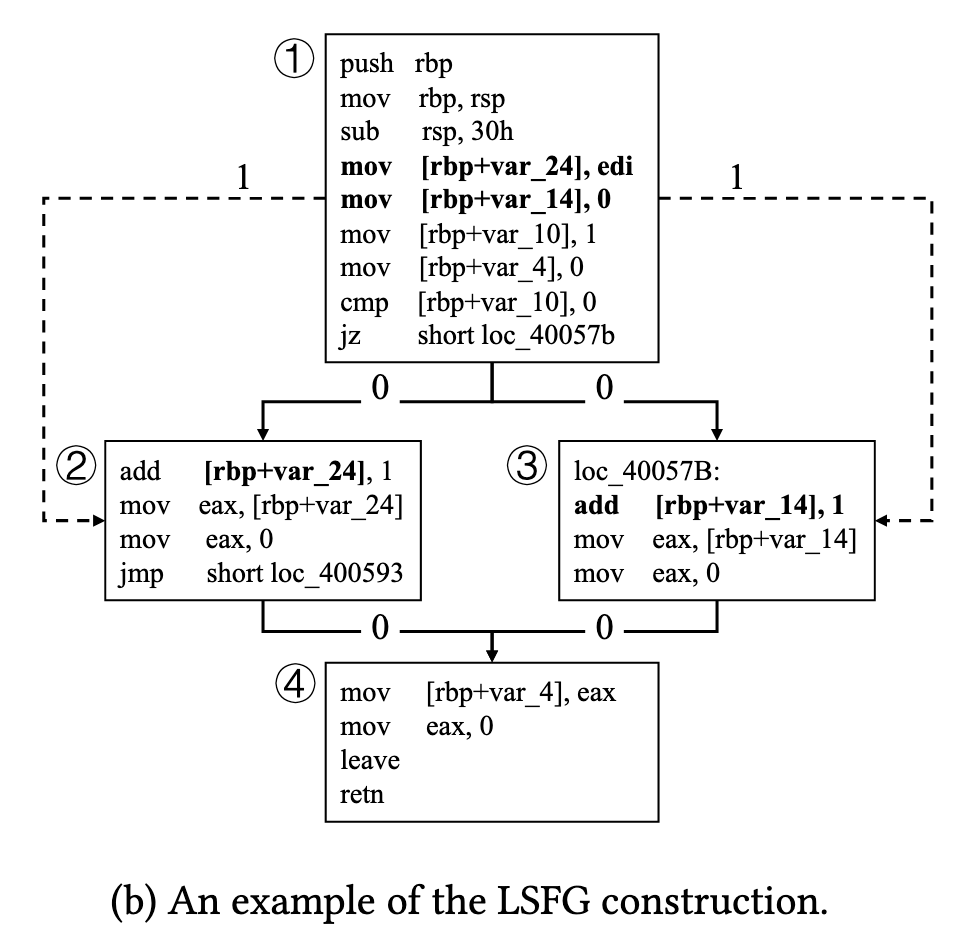 ①
push rbp
mov rbp, rsp
sub rsp, 30h
mov [rbp+var_24], edi
mov [rbp+var_14], 0
mov [rbp+var_10], 1
mov [rbp+var_4], 0
cmp [rbp+var_10], 0
jz short loc_40057b
1
1
0
0
②
add [rbp+var_24], 1
mov eax, [rbp+var_24]
mov eax, 0
jmp short loc_400593
③
loc_40057B:
add [rbp+var_14], 1
mov eax, [rbp+var_14]
mov eax, 0
0
0
④
mov [rbp+var_4], eax
mov eax, 0
leave
retn
(b) An example of the LSFG construction.